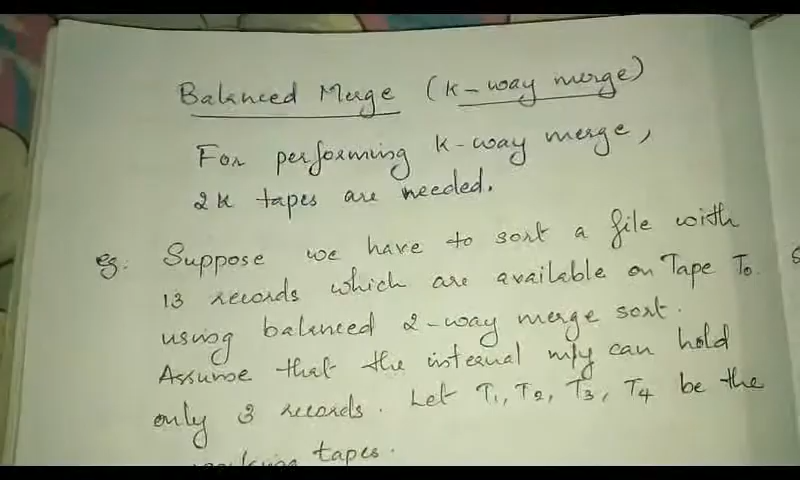 Balanced Merge (K-way merge)
For performing k-way merge,
2k tapes are needed.
eg: Suppose we have to sort a file with
13 records which are available on Tape T0
using balanced 2-way merge sort.
Assume that the internal mry can hold
only 3 records. Let T1, T2, T3, T4 be the
working tapes.